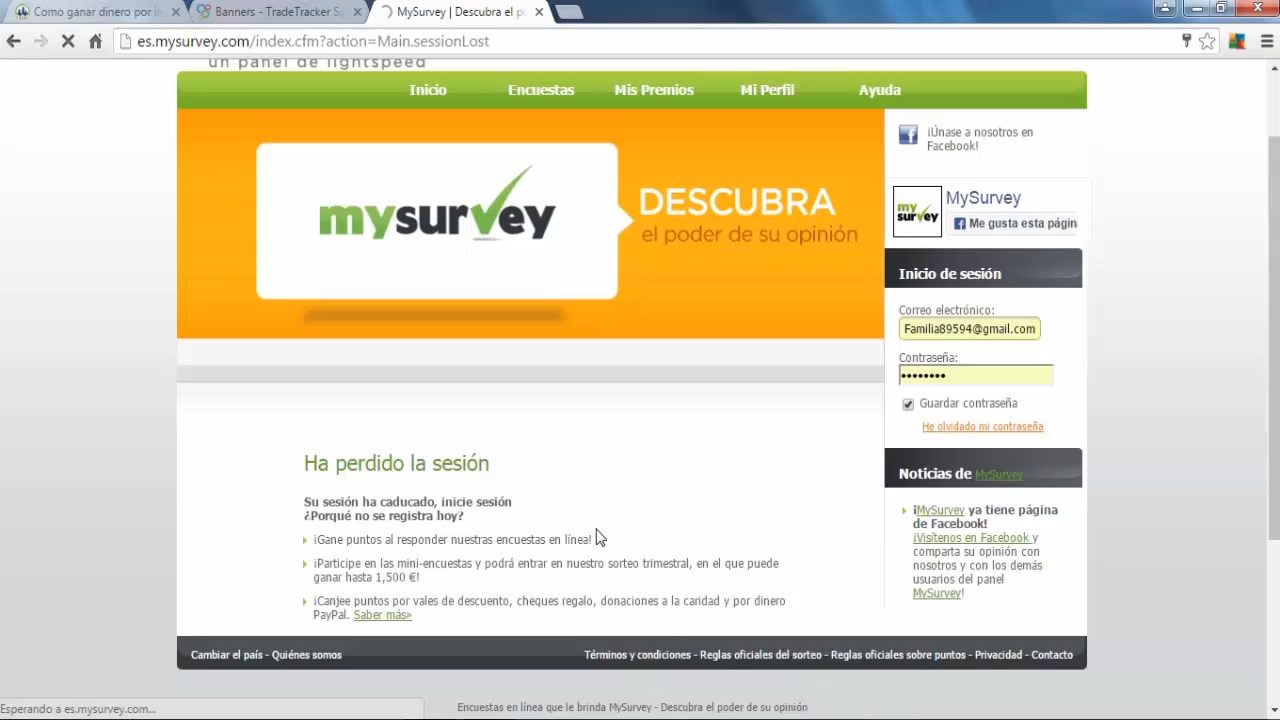 Como ganar dinero por in
Banners - TradeTracker S
MySurvey | Descubra el po
es.mysurvey.com/index.cfm?action=Main.sessionLost
un panel de lightspeed
Inicio
Encuestas
Mis Premios
Mi Perfil
Ayuda
mysurvey
DESCUBRA
el poder de su opinión
¡Únase a nosotros en
Facebook!
my
survey
MySurvey
Me gusta esta págin
Inicio de sesión
Correo electrónico:
Familia89594@gmail.com
Contraseña:
••••••••
Guardar contraseña
He olvidado mi contraseña
Ha perdido la sesión
Su sesión ha caducado, inicie sesión
¿Porqué no se registra hoy?
¡Gane puntos al responder nuestras encuestas en línea!
¡Participe en las mini-encuestas y podrá entrar en nuestro sorteo trimestral, en el que puede
ganar hasta 1,500 €!
¡Canjee puntos por vales de descuento, cheques regalo, donaciones a la caridad y por dinero
PayPal. Saber más»
Noticias de MySurvey
¡MySurvey ya tiene página
de Facebook!
¡Visítenos en Facebook y
comparta su opinión con
nosotros y con los demás
usuarios del panel
MySurvey!
Cambiar el país - Quiénes somos
Términos y condiciones - Reglas oficiales del sorteo - Reglas oficiales sobre puntos - Privacidad - Contacto
Esperando a es.mysurvey.com...
Encuestas en línea que le brinda MySurvey - Descubra el poder de su opinión